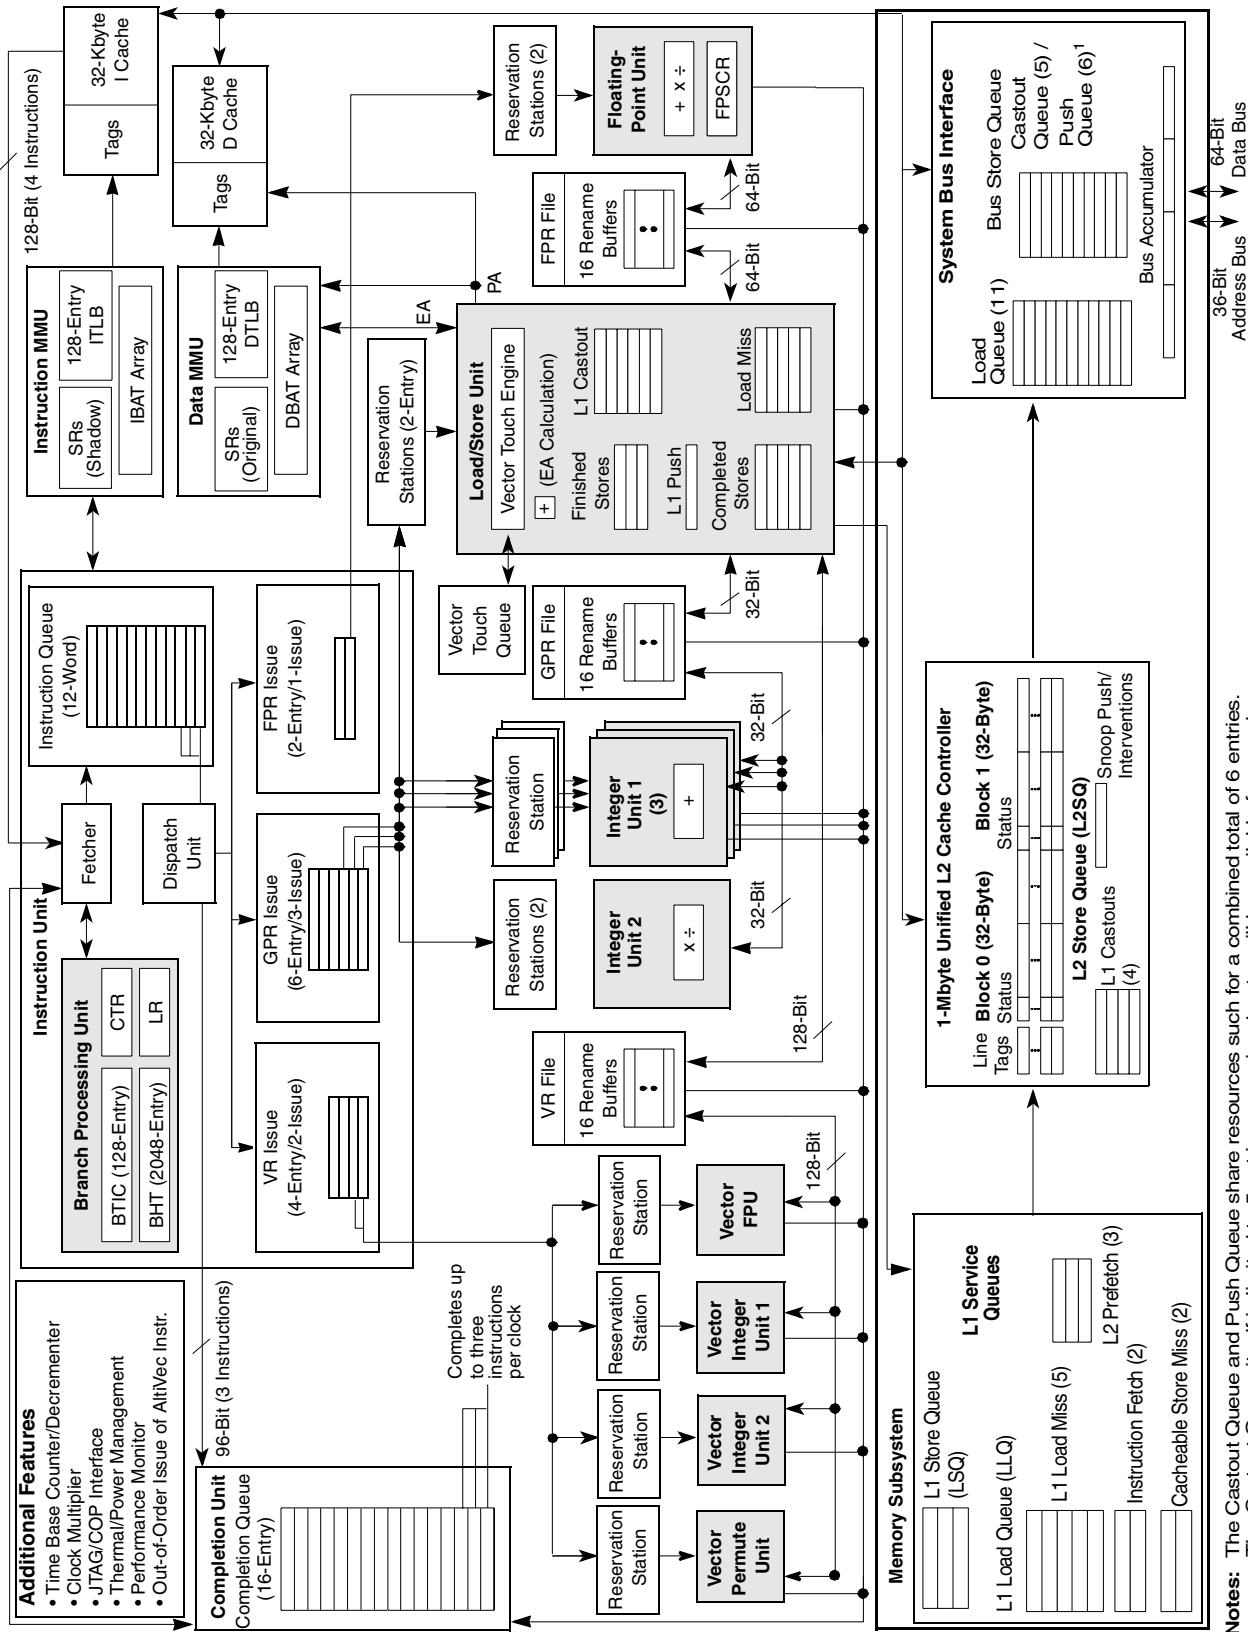 Additional Features
• Time Base Counter/Decrementer
• Clock Multiplier
• JTAG/COP Interface
• Thermal/Power Management
• Performance Monitor
• Out-of-Order Issue of AltiVec Instr.
Instruction Unit
Branch Processing Unit
BTIC (128-Entry)
CTR
BHT (2048-Entry)
LR
Fetcher
Instruction Queue
(12-Word)
Dispatch
Unit
96-Bit (3 Instructions)
VR Issue
(4-Entry/2-Issue)
GPR Issue
(6-Entry/3-Issue)
FPR Issue
(2-Entry/1-Issue)
Instruction MMU
SRs
(Shadow)
128-Entry
ITLB
IBAT Array
Data MMU
SRs
(Original)
128-Entry
DTLB
DBAT Array
128-Bit (4 Instructions)
Tags
32-Kbyte
I Cache
Tags
32-Kbyte
D Cache
EA
PA
Completion Unit
Completion Queue
(16-Entry)
Completes up
to three
instructions
per clock
Reservation
Station
Reservation
Station
Reservation
Station
Reservation
Station
Vector
Permute
Unit
Vector
Integer
Unit 2
Vector
Integer
Unit 1
Vector
FPU
128-Bit
VR File
16 Rename
Buffers
128-Bit
Reservation
Stations (2)
Integer
Unit 2
x ÷
32-Bit
Reservation
Station
Integer
Unit 1
(3)
+
32-Bit
GPR File
16 Rename
Buffers
32-Bit
Vector
Touch
Queue
Reservation
Stations (2-Entry)
Load/Store Unit
Vector Touch Engine
+
(EA Calculation)
Finished
Stores
L1 Castout
L1 Push
Completed
Stores
Load Miss
64-Bit
FPR File
16 Rename
Buffers
64-Bit
Reservation
Stations (2)
Floating-
Point Unit
+ x ÷
FPSCR
Memory Subsystem
L1 Store Queue
(LSQ)
L1 Service
Queues
L1 Load Queue (LLQ)
L1 Load Miss (5)
L2 Prefetch (3)
Instruction Fetch (2)
Cacheable Store Miss (2)
1-Mbyte Unified L2 Cache Controller
Line
Tags
Block 0 (32-Byte)
Status
Block 1 (32-Byte)
Status
L2 Store Queue (L2SQ)
L1 Castouts
(4)
Snoop Push/
Interventions
System Bus Interface
Load
Queue (11)
Bus Store Queue
Castout
Queue (5) /
Push
Queue (6)1
Bus Accumulator
36-Bit
Address Bus
64-Bit
Data Bus
Notes: The Castout Queue and Push Queue share resources such for a combined total of 6 entries.